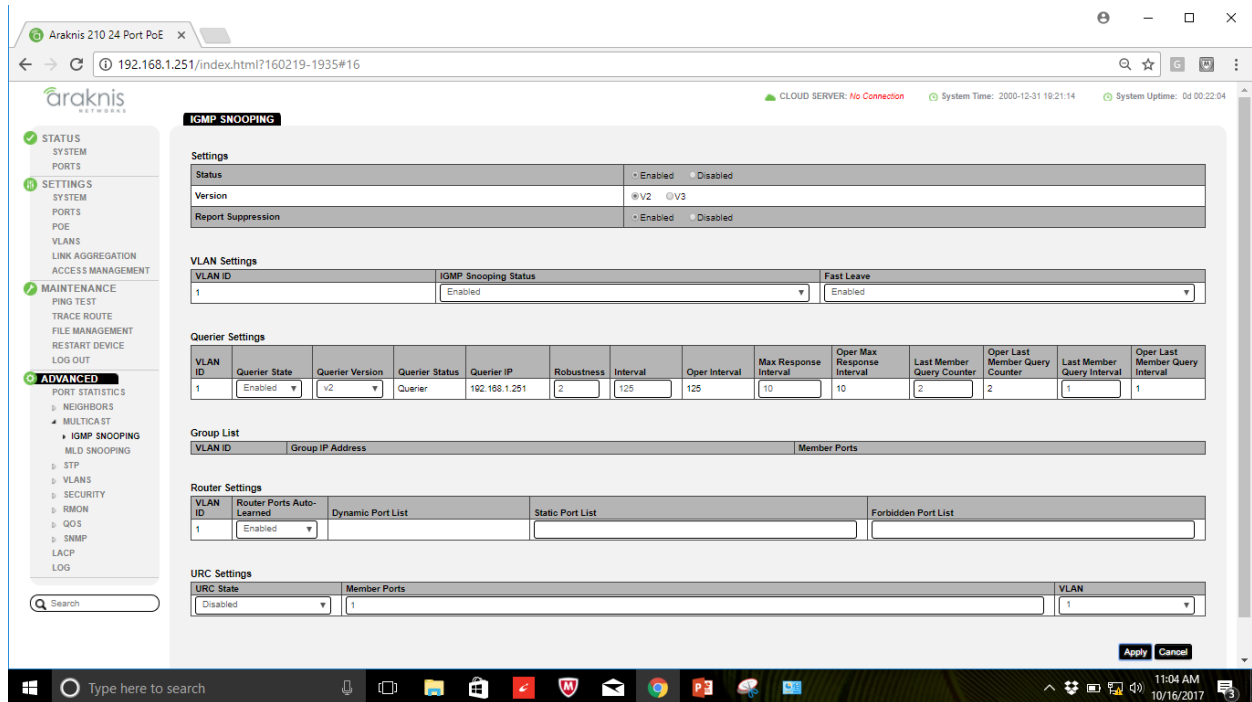 Araknis 210 24 Port PoE
192.168.1.251/index.html?160219-1935#16
araknis
NETWORKS
CLOUD SERVER: No Connection System Time: 2000-12-31 19:21:14 System Uptime: 0d 00:22:04
IGMP SNOOPING
STATUS
SYSTEM
PORTS
SETTINGS
SYSTEM
PORTS
POE
VLANS
LINK AGGREGATION
ACCESS MANAGEMENT
MAINTENANCE
PING TEST
TRACE ROUTE
FILE MANAGEMENT
RESTART DEVICE
LOG OUT
ADVANCED
PORT STATISTICS
NEIGHBORS
MULTICAST
IGMP SNOOPING
MLD SNOOPING
STP
VLANS
SECURITY
RMON
QOS
SNMP
LACP
LOG
Search
Settings
Status Enabled Disabled
Version V2 V3
Report Suppression Enabled Disabled
VLAN Settings
VLAN ID IGMP Snooping Status Fast Leave
1 Enabled Enabled
Querier Settings
VLAN ID Querier State Querier Version Querier Status Querier IP Robustness Interval Oper Interval Max Response Interval Oper Max Response Interval Last Member Query Counter Oper Last Member Query Counter Last Member Query Interval Oper Last Member Query Interval
1 Enabled v2 Querier 192.168.1.251 2 125 125 10 10 2 2 1 1
Group List
VLAN ID Group IP Address Member Ports
Router Settings
VLAN ID Router Ports Auto-Learned Dynamic Port List Static Port List Forbidden Port List
1 Enabled
URC Settings
URC State Member Ports VLAN
Disabled 1 1
Apply Cancel
Type here to search
11:04 AM
10/16/2017
3